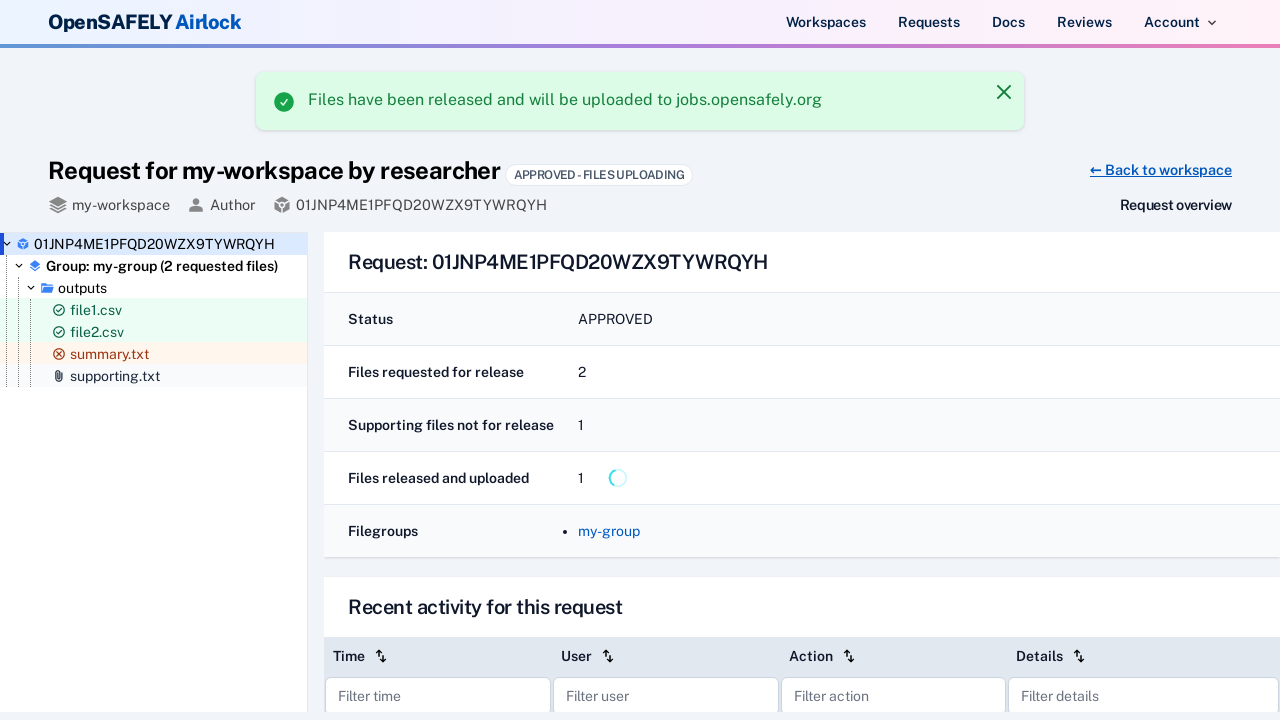 OpenSAFELY Airlock
Workspaces Requests Docs Reviews Account
Files have been released and will be uploaded to jobs.opensafely.org
Request for my-workspace by researcher APPROVED - FILES UPLOADING
← Back to workspace
my-workspace Author 01JNP4ME1PFQD20WZX9TYWRQYH
Request overview
01JNP4ME1PFQD20WZX9TYWRQYH
Group: my-group (2 requested files)
outputs
file1.csv
file2.csv
summary.txt
supporting.txt
Request: 01JNP4ME1PFQD20WZX9TYWRQYH
Status APPROVED
Files requested for release 2
Supporting files not for release 1
Files released and uploaded 1
Filegroups • my-group
Recent activity for this request
Time User Action Details
Filter time Filter user Filter action Filter details